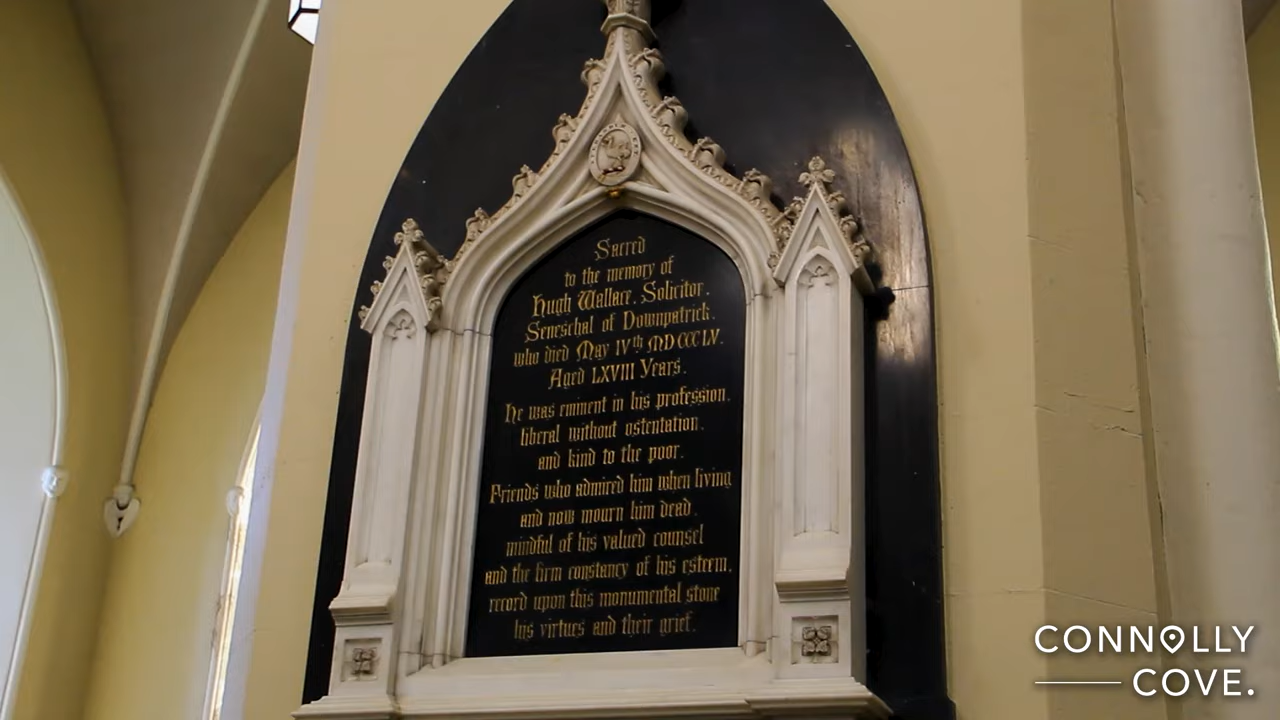 Sacred
to the memory of
Hugh Wallace, Solicitor.
Seneschal of Downpatrick.
who died May IVth MDCCCLV.
Aged LXVIII Years.
He was eminent in his profession,
liberal without ostentation,
and kind to the poor.
Friends who admired him when living
and now mourn him dead,
mindful of his valued counsel
and the firm constancy of his esteem,
record upon this monumental stone
his virtues and their grief.
CONNOLLY
COVE.